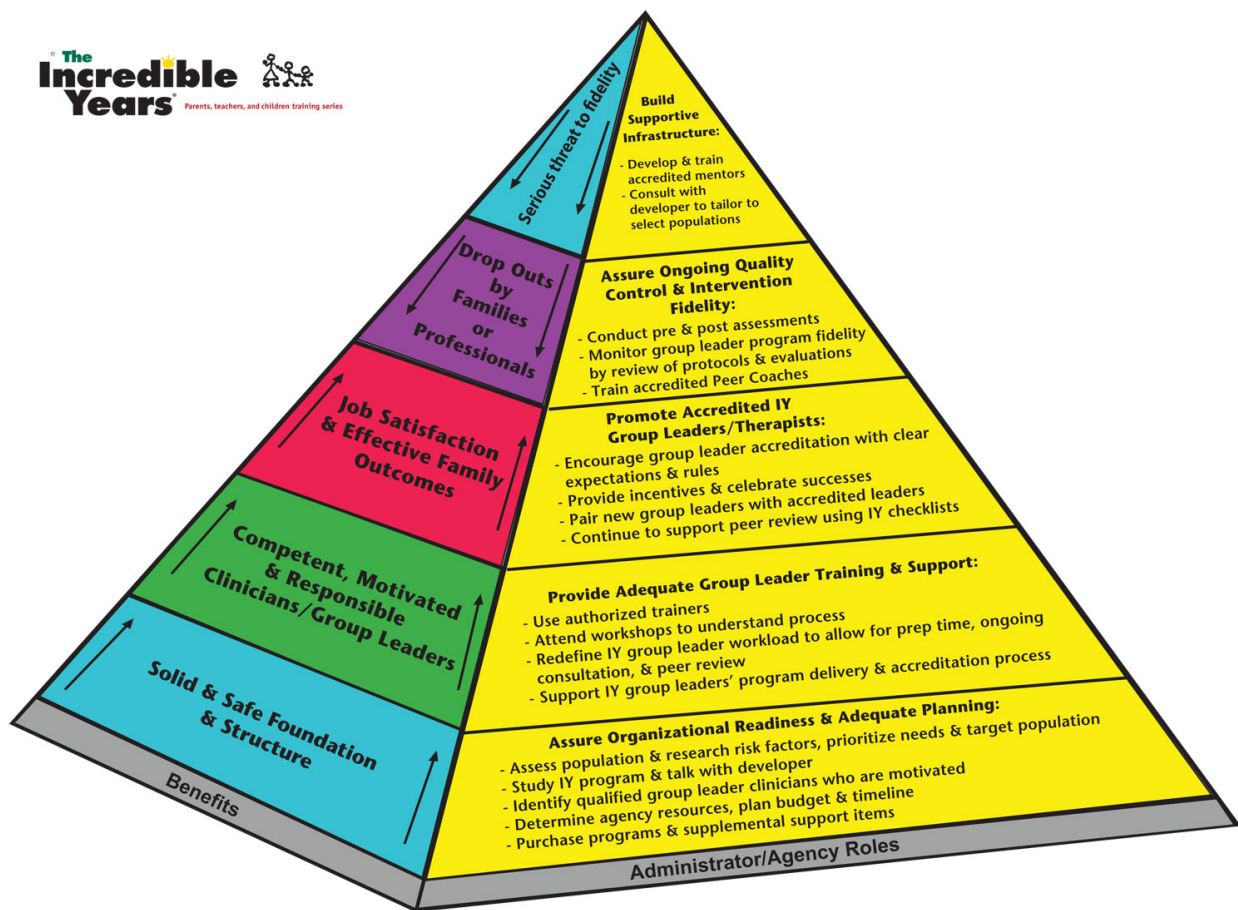 ©
The
Incredible
Years®
Parents, teachers, and children training series
Serious threat to fidelity
Drop Outs
by
Families
or
Professionals
Job Satisfaction
& Effective Family
Outcomes
Competent, Motivated
& Responsible
Clinicians/Group Leaders
Solid & Safe Foundation
& Structure
Benefits
Build
Supportive
Infrastructure:
- Develop & train
accredited mentors
- Consult with
developer to tailor to
select populations
Assure Ongoing Quality
Control & Intervention
Fidelity:
- Conduct pre & post assessments
- Monitor group leader program fidelity
by review of protocols & evaluations
- Train accredited Peer Coaches
Promote Accredited IY
Group Leaders/Therapists:
- Encourage group leader accreditation with clear
expectations & rules
- Provide incentives & celebrate successes
- Pair new group leaders with accredited leaders
- Continue to support peer review using IY checklists
Provide Adequate Group Leader Training & Support:
- Use authorized trainers
- Attend workshops to understand process
- Redefine IY group leader workload to allow for prep time, ongoing
consultation, & peer review
- Support IY group leaders’ program delivery & accreditation process
Assure Organizational Readiness & Adequate Planning:
- Assess population & research risk factors, prioritize needs & target population
- Study IY program & talk with developer
- Identify qualified group leader clinicians who are motivated
- Determine agency resources, plan budget & timeline
- Purchase programs & supplemental support items
Administrator/Agency Roles